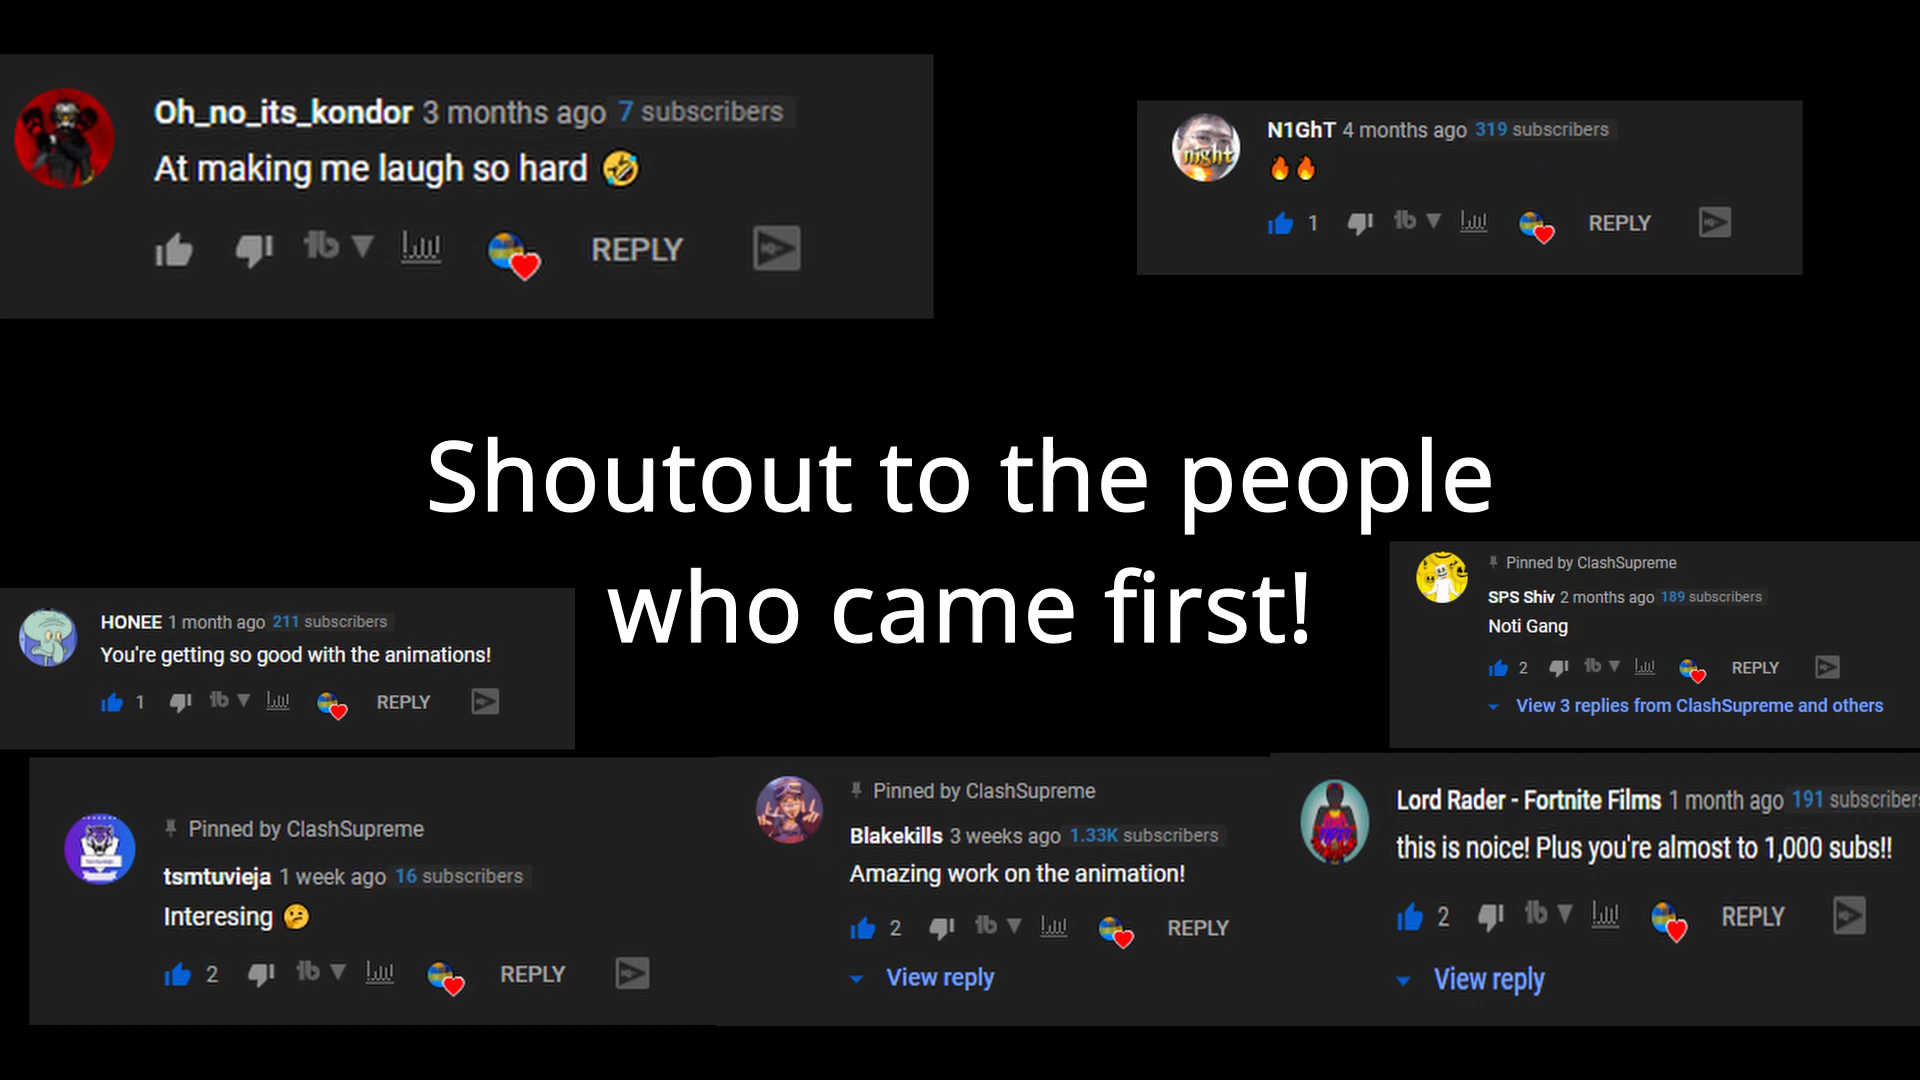 Oh_no_its_kondor 3 months ago 7 subscribers
At making me laugh so hard 🤣
REPLY
night
N1GhT 4 months ago 319 subscribers
🔥🔥
1 REPLY
Shoutout to the people
who came first!
HONEE 1 month ago 211 subscribers
You're getting so good with the animations!
1 REPLY
Pinned by ClashSupreme
SPS Shiv 2 months ago 189 subscribers
Noti Gang
2 REPLY
View 3 replies from ClashSupreme and others
Pinned by ClashSupreme
tsmtuvieja 1 week ago 16 subscribers
Interesing 🤔
2 REPLY
Pinned by ClashSupreme
Blakekills 3 weeks ago 1.33K subscribers
Amazing work on the animation!
2 REPLY
View reply
Lord Rader - Fortnite Films 1 month ago 191 subscribers
this is noice! Plus you're almost to 1,000 subs!!
2 REPLY
View reply